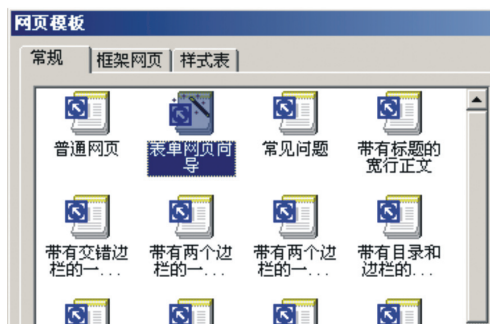 网页模板
常规 框架网页 样式表
普通网页 表单网页向导 常见问题 带有标题的宽行正文
带有交错边栏的一... 带有两个边栏的一... 带有两个边栏的一... 带有目录和边栏的...